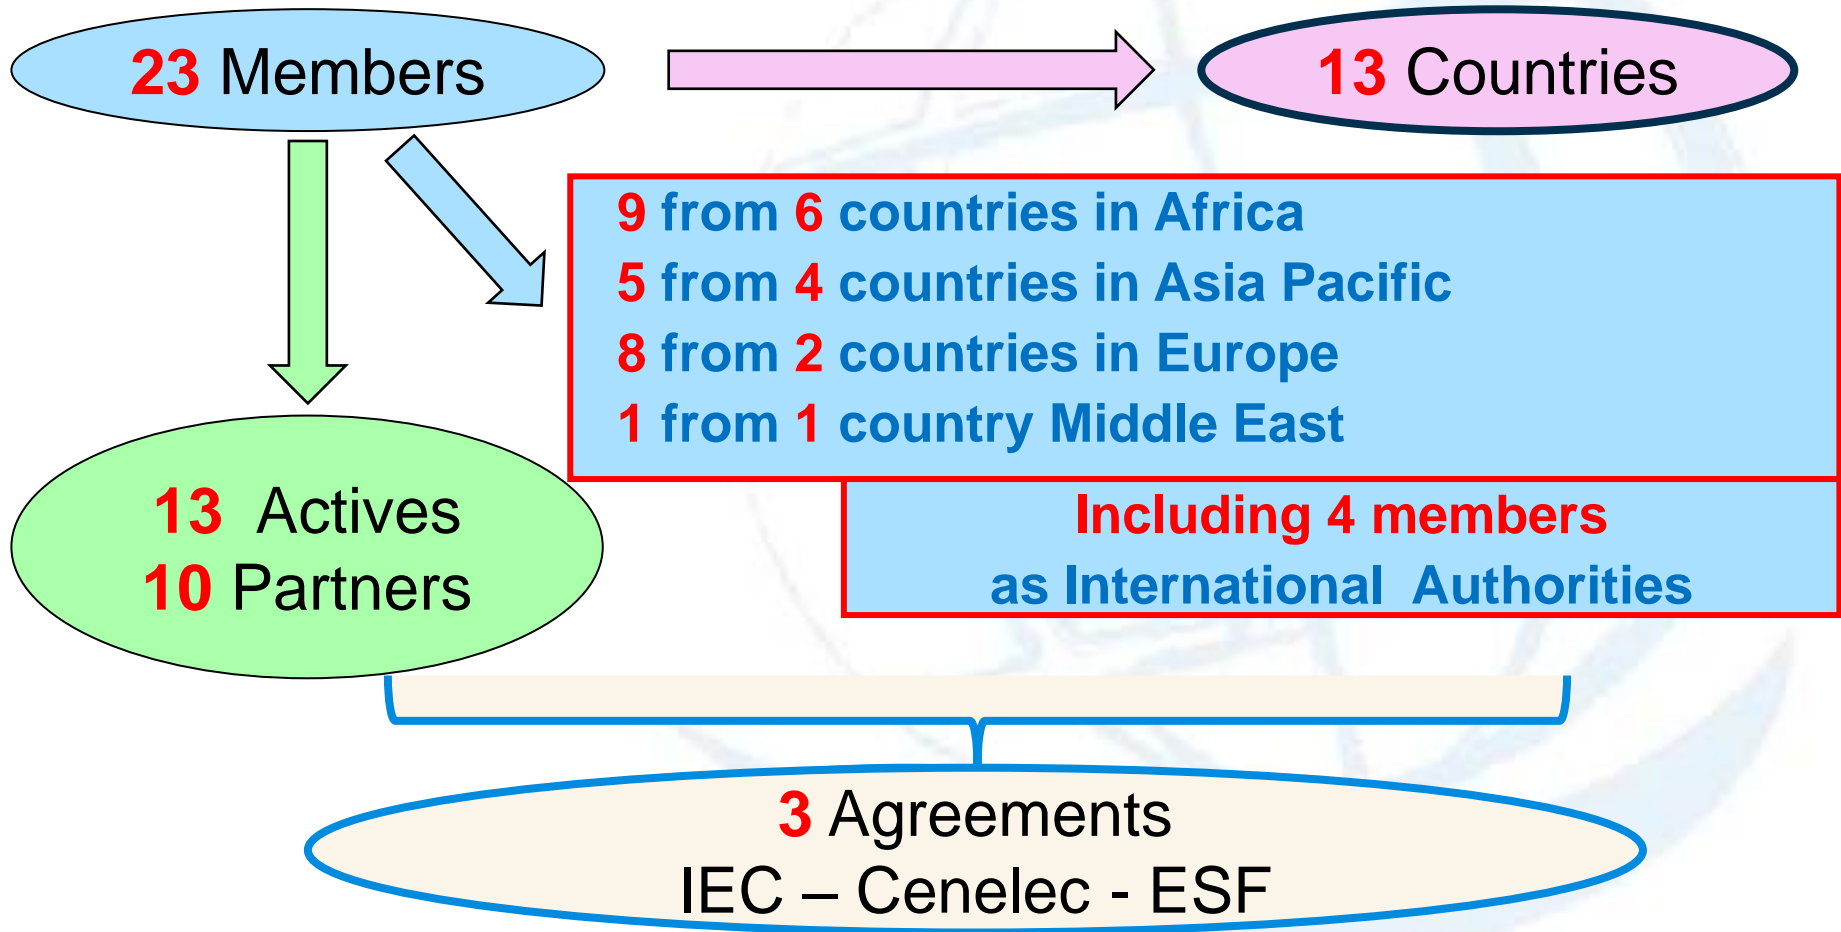 23 Members
13 Countries
9 from 6 countries in Africa
5 from 4 countries in Asia Pacific
8 from 2 countries in Europe
1 from 1 country Middle East
13 Actives
10 Partners
Including 4 members
as International Authorities
3 Agreements
IEC – Cenelec - ESF